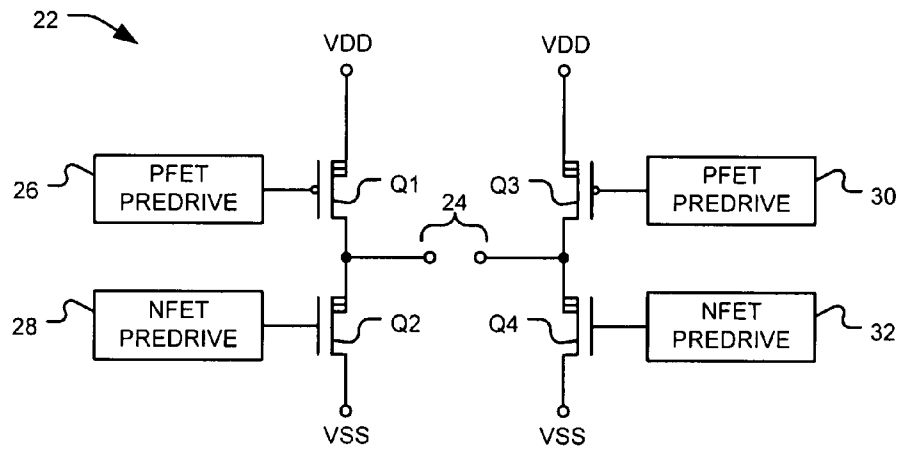 22
VDD
VDD
26
PFET
PREDRIVE
Q1
Q3
PFET
PREDRIVE
30
24
28
NFET
PREDRIVE
Q2
Q4
NFET
PREDRIVE
32
VSS
VSS